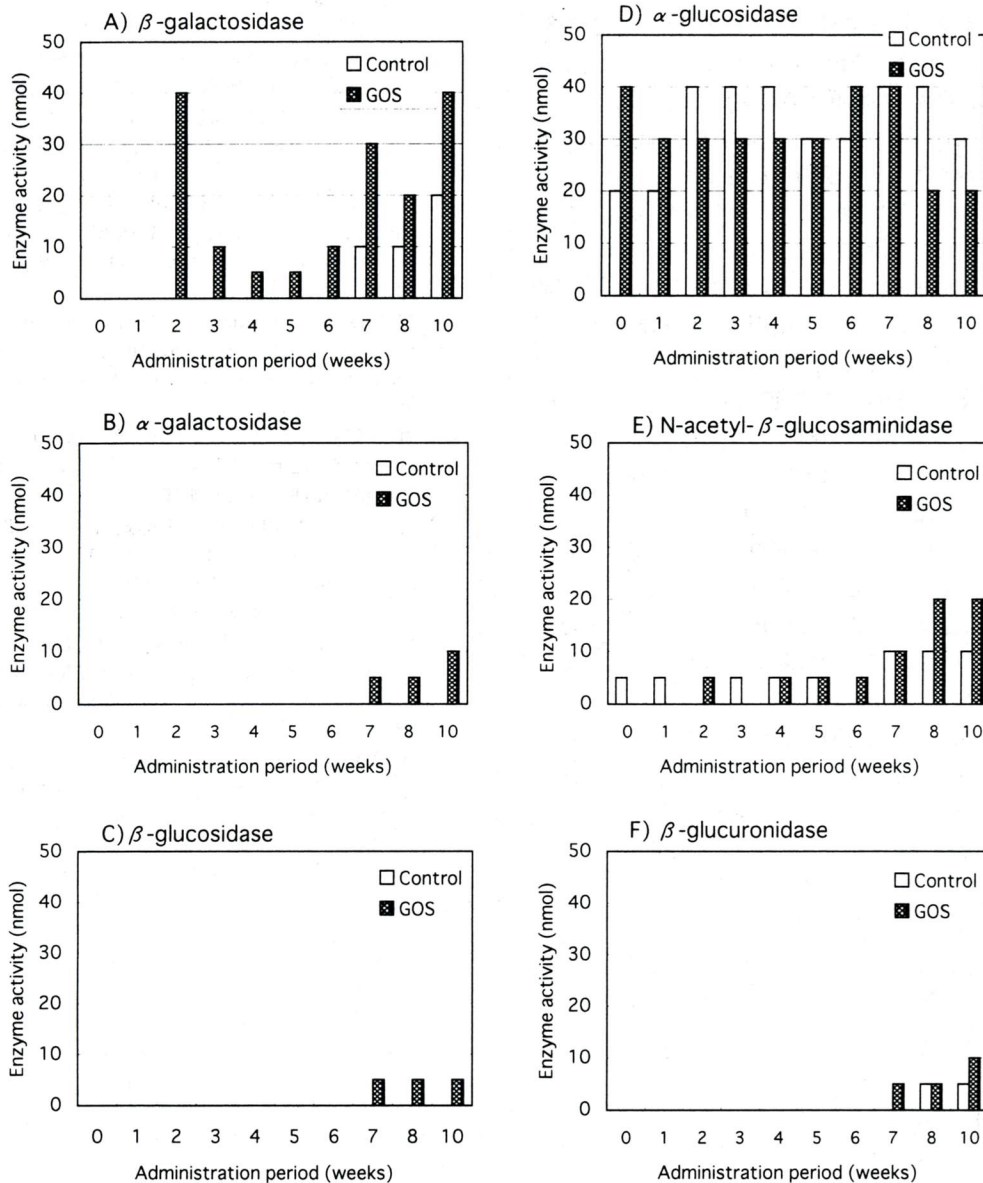 A) β-galactosidase
Enzyme activity (nmol)
50
40
30
20
10
0
Control
GOS
0 1 2 3 4 5 6 7 8 10
Administration period (weeks)
B) α-galactosidase
Enzyme activity (nmol)
50
40
30
20
10
0
Control
GOS
0 1 2 3 4 5 6 7 8 10
Administration period (weeks)
C) β-glucosidase
Enzyme activity (nmol)
50
40
30
20
10
0
Control
GOS
0 1 2 3 4 5 6 7 8 10
Administration period (weeks)
D) α-glucosidase
Enzyme activity (nmol)
50
40
30
20
10
0
Control
GOS
0 1 2 3 4 5 6 7 8 10
Administration period (weeks)
E) N-acetyl-β-glucosaminidase
Enzyme activity (nmol)
50
40
30
20
10
0
Control
GOS
0 1 2 3 4 5 6 7 8 10
Administration period (weeks)
F) β-glucuronidase
Enzyme activity (nmol)
50
40
30
20
10
0
Control
GOS
0 1 2 3 4 5 6 7 8 10
Administration period (weeks)